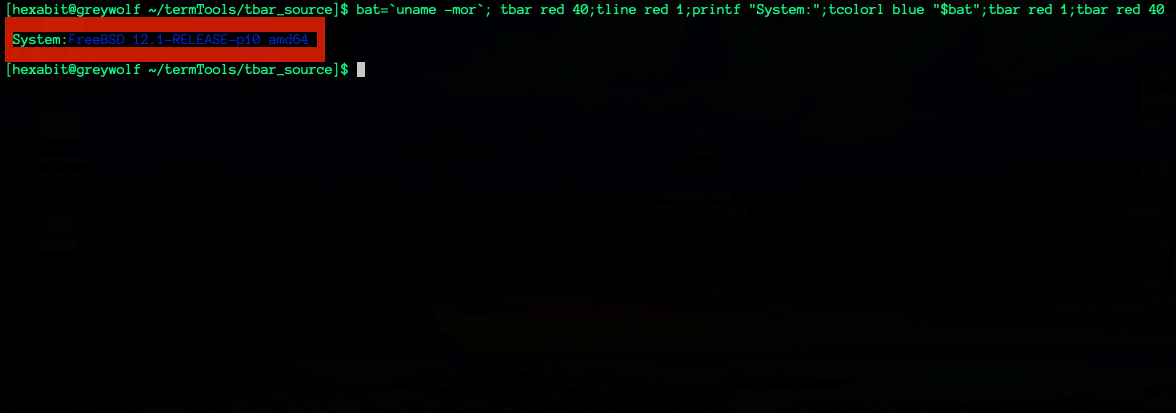 [hexabit@greywolf ~/termTools/tbar_source]$ bat=`uname -mor`; tbar red 40;tline red 1;printf "System:";tcolorl blue "$bat";tbar red 1;tbar red 40
System:FreeBSD 12.1-RELEASE-p10 amd64
[hexabit@greywolf ~/termTools/tbar_source]$